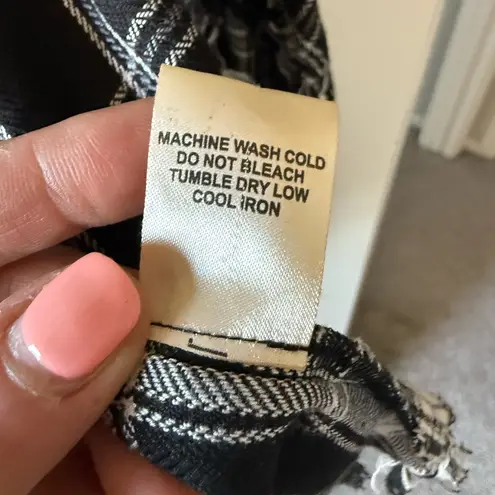 MACHINE WASH COLD
DO NOT BLEACH
TUMBLE DRY LOW
COOL IRON
L